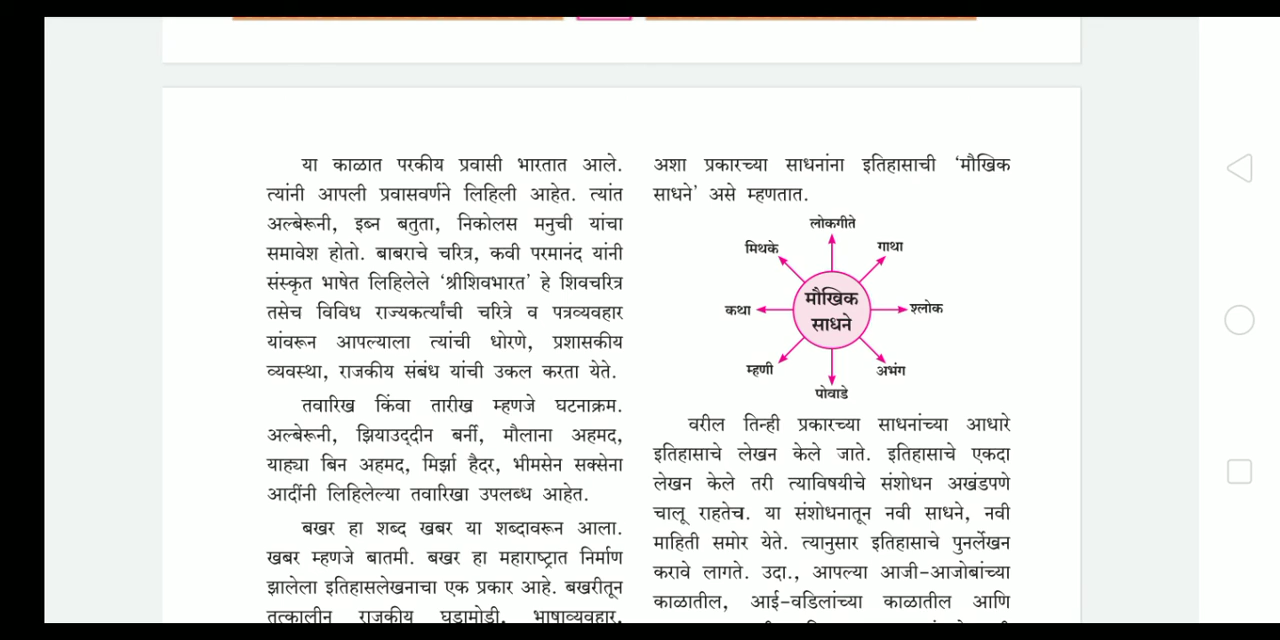 या काळात परकीय प्रवासी भारतात आले.
त्यांनी आपली प्रवासवर्णने लिहिली आहेत. त्यांत
अल्बेरूनी, इब्न बतुता, निकोलस मनुची यांचा
समावेश होतो. बाबराचे चरित्र, कवी परमानंद यांनी
संस्कृत भाषेत लिहिलेले ‘श्रीशिवभारत’ हे शिवचरित्र
तसेच विविध राज्यकर्त्यांची चरित्रे व पत्रव्यवहार
यांवरून आपल्याला त्यांची धोरणे, प्रशासकीय
व्यवस्था, राजकीय संबंध यांची उकल करता येते.
तवारिख किंवा तारीख म्हणजे घटनाक्रम.
अल्बेरूनी, झियाउद्‌दीन बर्नी, मौलाना अहमद,
याह्या बिन अहमद, मिर्झा हैदर, भीमसेन सक्सेना
आदींनी लिहिलेल्या तवारिखा उपलब्ध आहेत.
बखर हा शब्द खबर या शब्दावरून आला.
खबर म्हणजे बातमी. बखर हा महाराष्ट्रात निर्माण
झालेला इतिहासलेखनाचा एक प्रकार आहे. बखरीतून
तत्कालीन राजकीय घडामोडी, भाषाव्यवहार,
अशा प्रकारच्या साधनांना इतिहासाची ‘मौखिक
साधने’ असे म्हणतात.
लोकगीते
मिथके
गाथा
कथा
मौखिक
साधने
श्लोक
म्हणी
अभंग
पोवाडे
वरील तिन्ही प्रकारच्या साधनांच्या आधारे
इतिहासाचे लेखन केले जाते. इतिहासाचे एकदा
लेखन केले तरी त्याविषयीचे संशोधन अखंडपणे
चालू राहतेच. या संशोधनातून नवी साधने, नवी
माहिती समोर येते. त्यानुसार इतिहासाचे पुनर्लेखन
करावे लागते. उदा., आपल्या आजी-आजोबांच्या
काळातील, आई-वडिलांच्या काळातील आणि